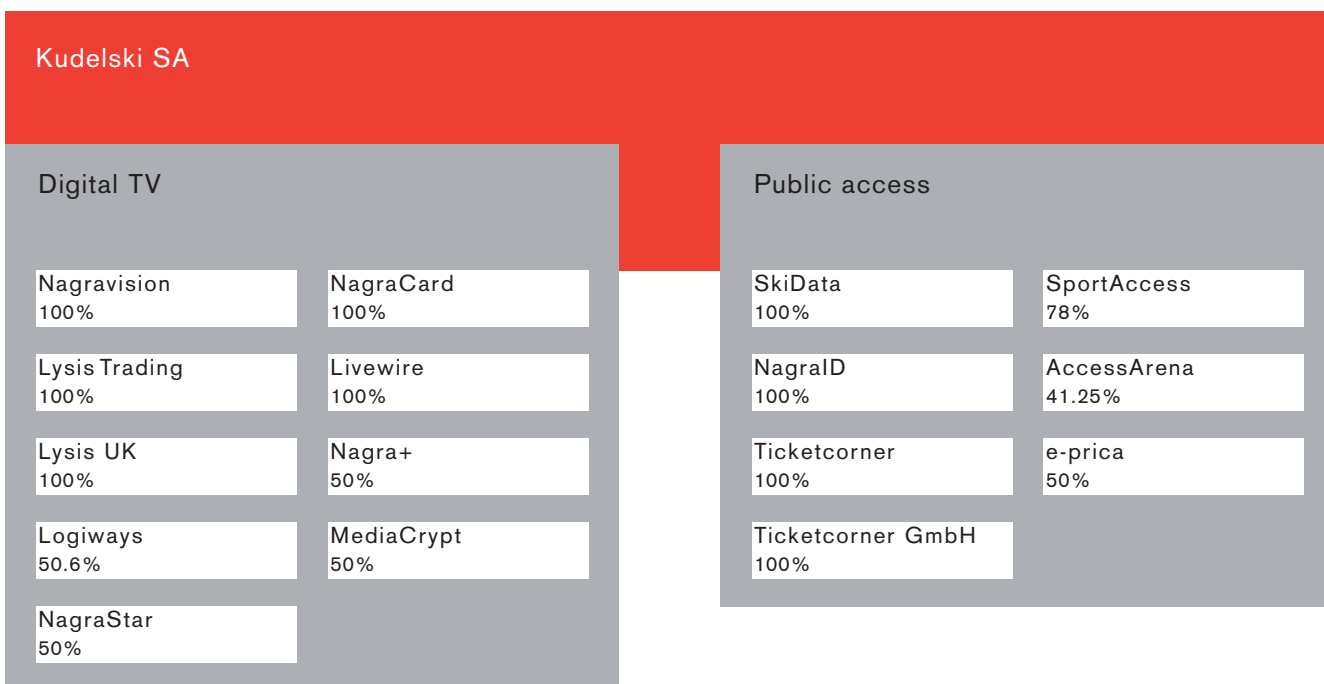 Kudelski SA
Digital TV
Nagravision
100%
NagraCard
100%
Lysis Trading
100%
Livewire
100%
Lysis UK
100%
Nagra+
50%
Logiways
50.6%
MediaCrypt
50%
NagraStar
50%
Public access
SkiData
100%
SportAccess
78%
NagraID
100%
AccessArena
41.25%
Ticketcorner
100%
e-prica
50%
Ticketcorner GmbH
100%